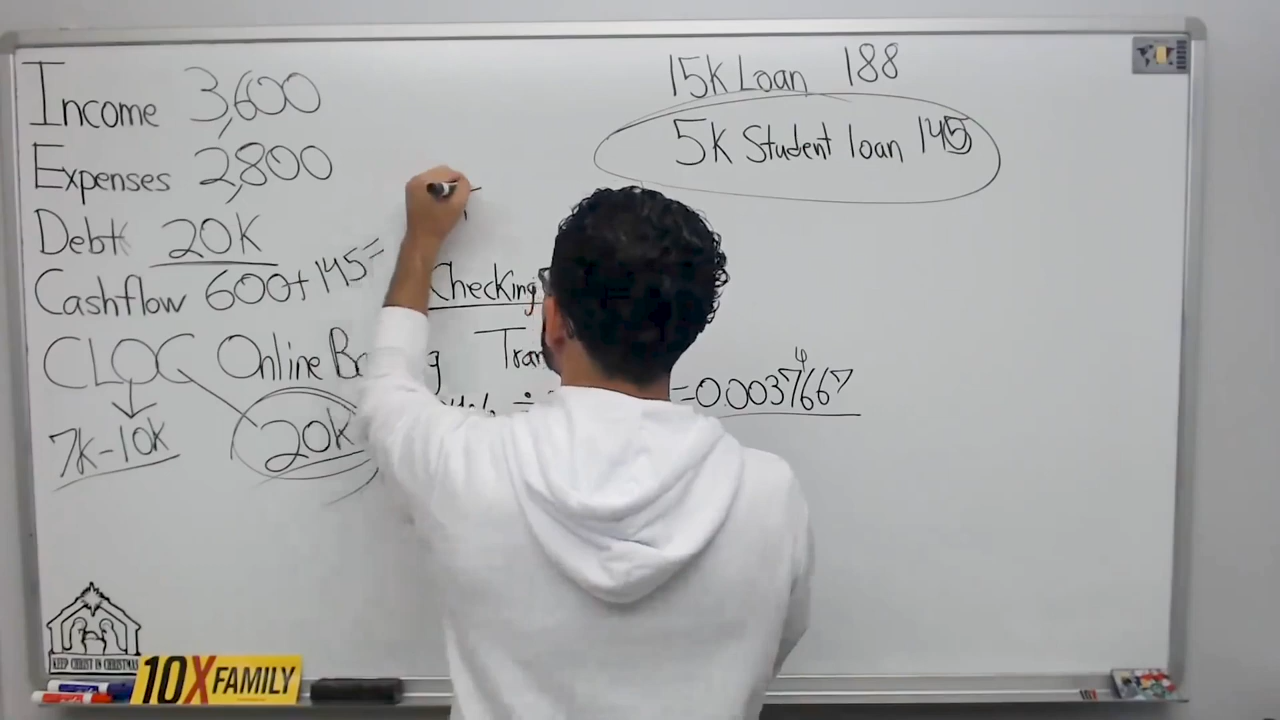 Income 3,600
Expenses 2,800
Debt 20K
Cashflow 600+145=
CLOC Online
7K-10K
20K
15K Loan 188
5K Student loan 145
Checking
=0.0037667
KEEP CHRIST IN CHRISTMAS
10X FAMILY
10X